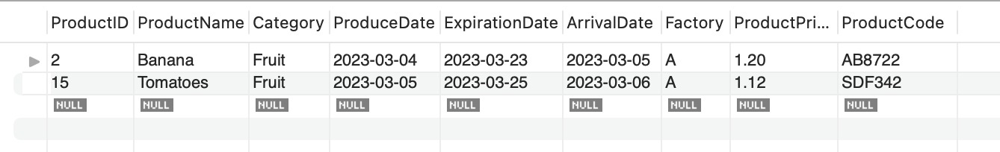 ProductID ProductName Category ProduceDate ExpirationDate ArrivalDate Factory ProductPri... ProductCode
2 Banana Fruit 2023-03-04 2023-03-23 2023-03-05 A 1.20 AB8722
15 Tomatoes Fruit 2023-03-05 2023-03-25 2023-03-06 A 1.12 SDF342
NULL NULL NULL NULL NULL NULL NULL NULL NULL